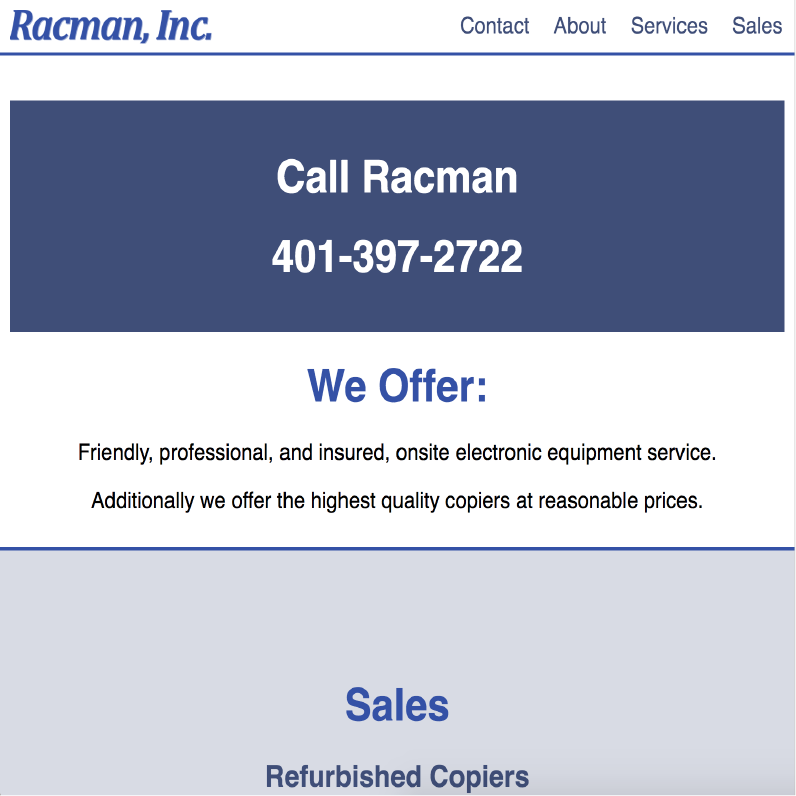 Racman, Inc.
Contact About Services Sales
Call Racman
401-397-2722
We Offer:
Friendly, professional, and insured, onsite electronic equipment service.
Additionally we offer the highest quality copiers at reasonable prices.
Sales
Refurbished Copiers